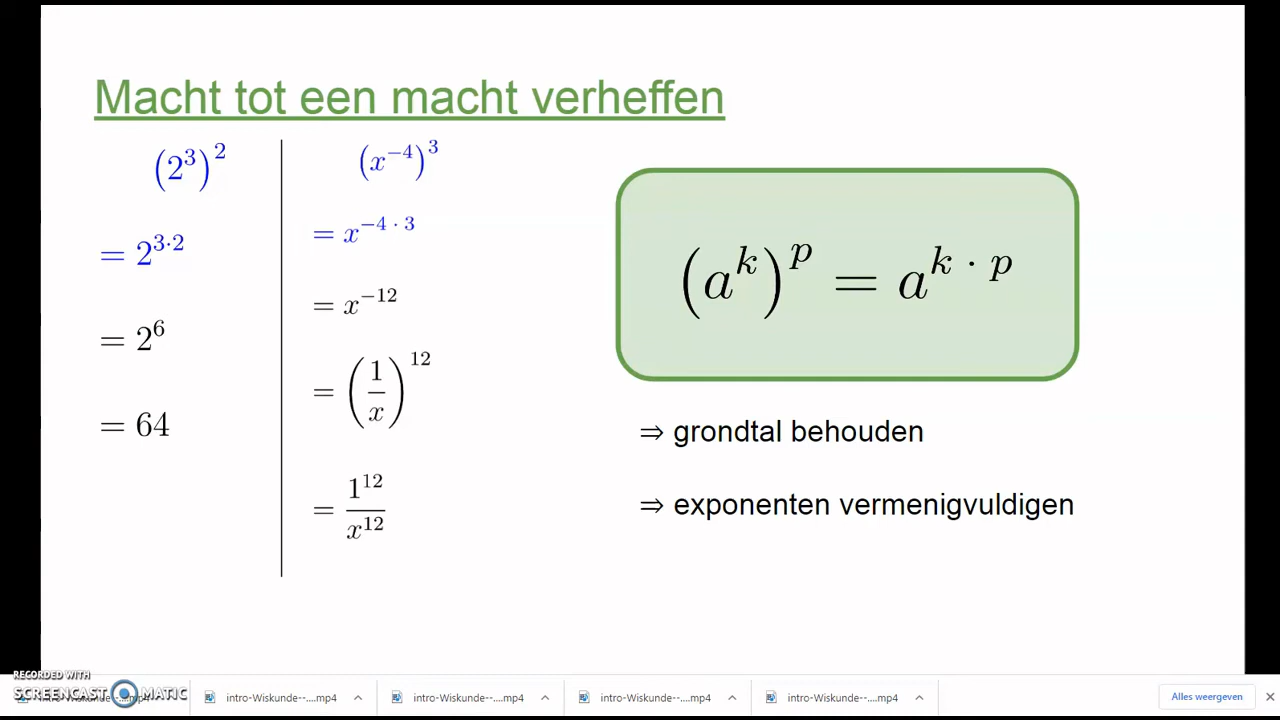 Macht tot een macht verheffen
(2^3)^2
= 2^{3·2}
= 2^6
= 64
(x^{-4})^3
= x^{-4 · 3}
= x^{-12}
= (1/x)^{12}
= 1^{12}/x^{12}
(a^k)^p = a^{k · p}
⇒ grondtal behouden
⇒ exponenten vermenigvuldigen
RECORDED WITH
SCREENCAST MATIC
intro-Wiskunde--....mp4
intro-Wiskunde--....mp4
intro-Wiskunde--....mp4
intro-Wiskunde--....mp4
Alles weergeven